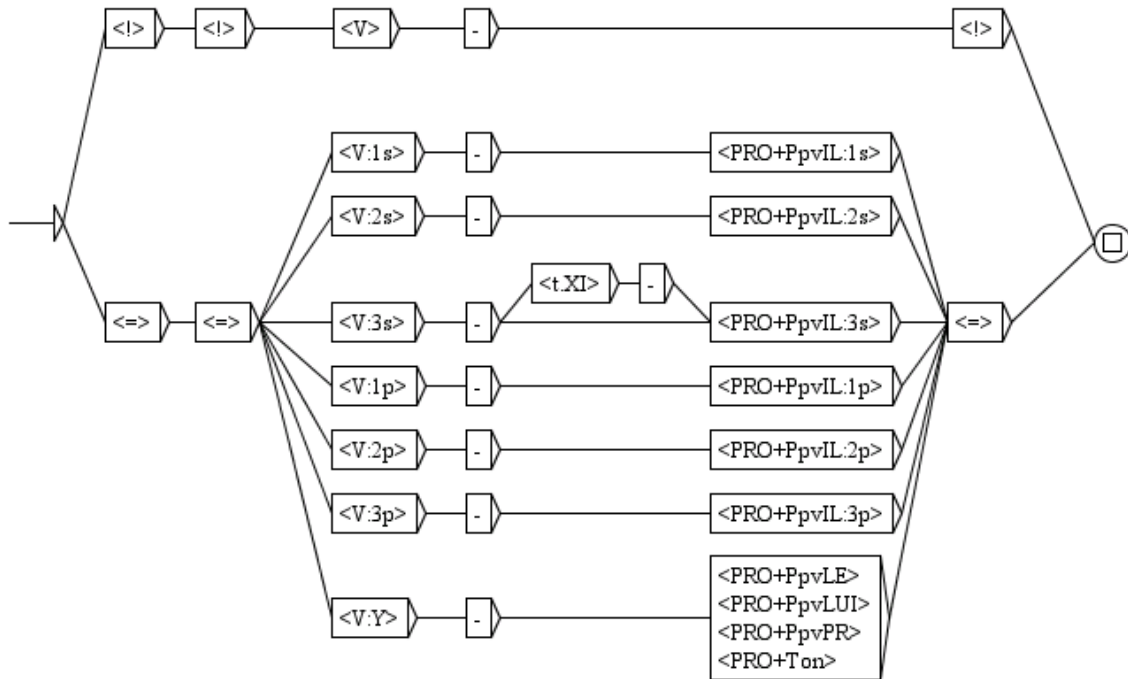 <!> <!> <V> - <!>
<V:1s> - <PRO+PpvIL:1s>
<V:2s> - <PRO+PpvIL:2s>
<t.XI> -
<=> <=> <V:3s> - <PRO+PpvIL:3s> <=>
<V:1p> - <PRO+PpvIL:1p>
<V:2p> - <PRO+PpvIL:2p>
<V:3p> - <PRO+PpvIL:3p>
<PRO+PpvLE>
<PRO+PpvLUI>
<V:Y> - <PRO+PpvPR>
<PRO+Ton>